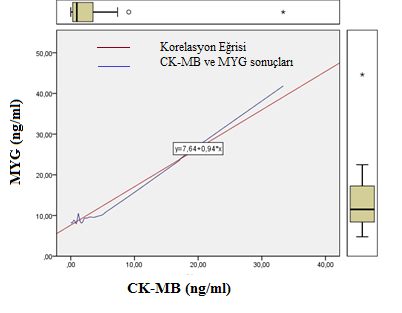 Korelasyon Eğrisi
CK-MB ve MYG sonuçları
50,00
40,00
30,00
20,00
10,00
,00
MYG (ng/ml)
y=7,64+0,94*x
,00
10,00
20,00
30,00
40,00
CK-MB (ng/ml)